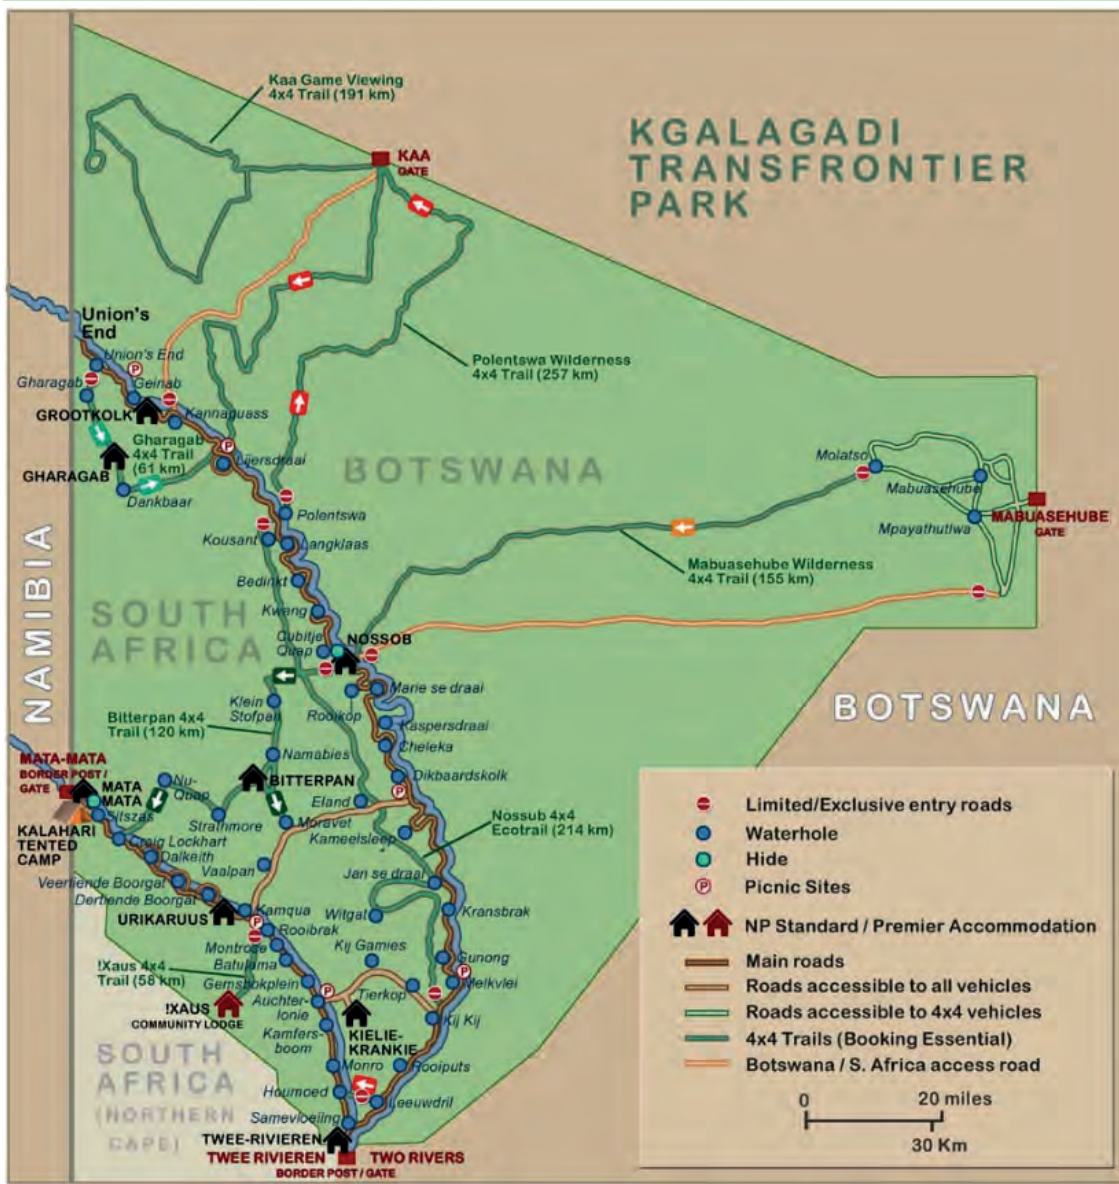 Kaa Game Viewing
4x4 Trail (191 km)
KAA
GATE
KGALAGADI
TRANSFRONTIER
PARK
Union's
End
Union's End
Gharagab
Geinab
GROOTKOLK
Kannaguass
Gharagab
4x4 Trail
(61 km)
GHARAGAB
Lijersdraai
Dankbaar
Polentswa Wilderness
4x4 Trail (257 km)
BOTSWANA
Molatso
Mabuasehube
Mpayathutlwa
MABUASEHUBE
GATE
Polentswa
Kousant
Langklaas
Bedinkt
Kwang
Cubitje
Quap
NOSSOB
Mabuasehube Wilderness
4x4 Trail (155 km)
NAMIBIA
SOUTH
AFRICA
BOTSWANA
Klein
Stofpan
Rooikop
Marie se draai
Kaspersdraai
Cheleka
Dikbaardskolk
Bitterpan 4x4
Trail (120 km)
Namabies
BITTERPAN
MATA-MATA
BORDER POST /
GATE
MATA
MATA
Sitszas
KALAHARI
TENTED
CAMP
Nu-
Quap
Strathmore
Eland
Moravet
Kameelsleep
Nossub 4x4
Ecotrail (214 km)
Craig Lockhart
Dalkeith
Vaalpan
Veertiende Boorgat
Dertiende Boorgat
Jan se draai
URIKARUUS
Kamqua
Rooibrak
Witgat
Kransbrak
Montrose
Batulama
Kij Gamies
Gunong
!Xaus 4x4
Trail (58 km)
Gemsbokplein
Melkvlei
Auchter-
lonie
Tierkop
!XAUS
COMMUNITY LODGE
KIELIE-
KRANKIE
Kij Kij
Kamfers-
boom
Monro
Rooiputs
SOUTH
AFRICA
(NORTHERN
CAPE)
Houmoed
Leeuwdril
Samevloeiing
TWEE-RIVIEREN
TWEE RIVIEREN
TWO RIVERS
BORDER POST / GATE
P
P
P
P
P
P
Limited/Exclusive entry roads
Waterhole
Hide
P
Picnic Sites
NP Standard / Premier Accommodation
Main roads
Roads accessible to all vehicles
Roads accessible to 4x4 vehicles
4x4 Trails (Booking Essential)
Botswana / S. Africa access road
0
20 miles
30 Km